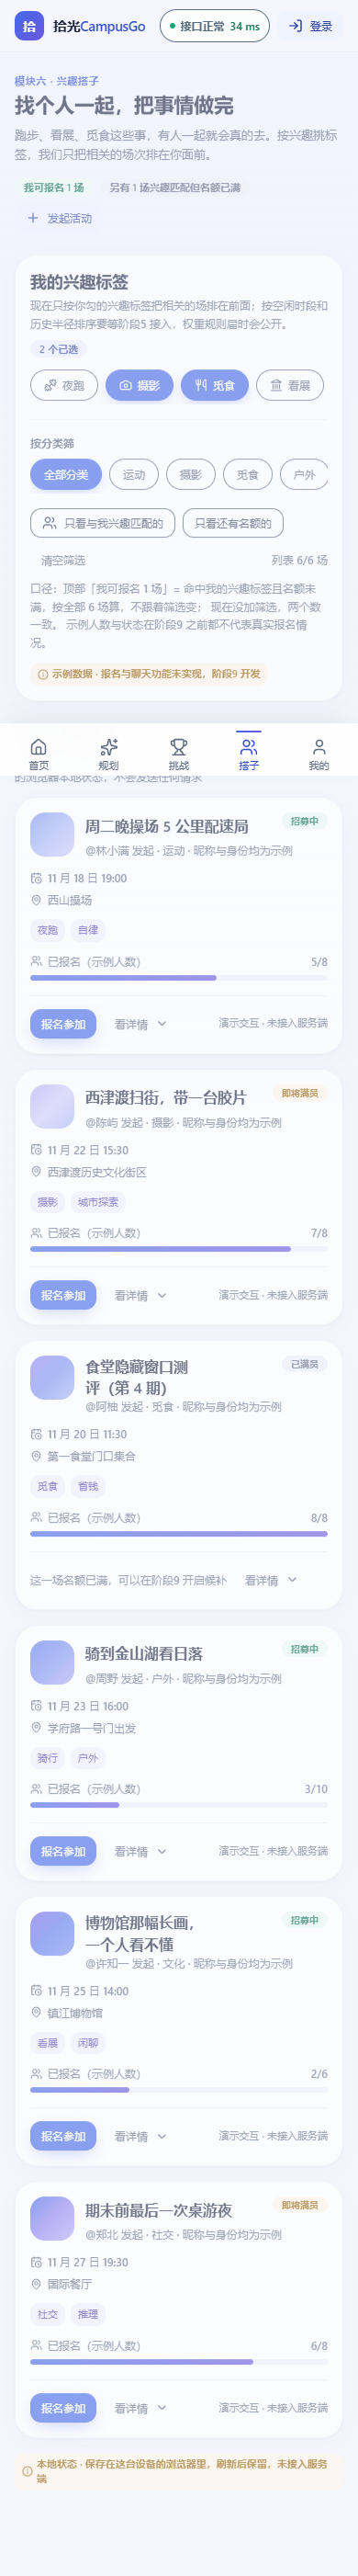 拾 拾光CampusGo 接口正常 34 ms 登录
模块六 · 兴趣搭子
找个人一起，把事情做完
跑步、看展、觅食这些事，有人一起就会真的去。按兴趣挑标
签，我们只把相关的场次排在你面前。
我可报名 1 场 另有 1 场兴趣匹配但名额已满
发起活动
我的兴趣标签
现在只按你勾的兴趣标签把相关的场排在前面；按空闲时段和
历史半径排序要等阶段5 接入，权重规则届时会公开。
2 个已选
夜跑 摄影 觅食 看展
按分类筛
全部分类 运动 摄影 觅食 户外
只看与我兴趣匹配的 只看还有名额的
清空筛选 列表 6/6 场
口径：顶部「我可报名 1 场」= 命中我的兴趣标签且名额未
满，按全部 6 场算，不跟着筛选变； 现在没加筛选，两个数
一致。 示例人数与状态在阶段9 之前都不代表真实报名情
况。
示例数据 · 报名与聊天功能未实现，阶段9 开发
首页 规划 挑战 搭子 我的
的浏览器本地状态，不会发送任何请求
周二晚操场 5 公里配速局 招募中
@林小满 发起 · 运动 · 昵称与身份均为示例
11 月 18 日 19:00
西山操场
夜跑 自律
已报名（示例人数） 5/8
报名参加 看详情 演示交互 · 未接入服务端
西津渡扫街，带一台胶片 即将满员
@陈屿 发起 · 摄影 · 昵称与身份均为示例
11 月 22 日 15:30
西津渡历史文化街区
摄影 城市探索
已报名（示例人数） 7/8
报名参加 看详情 演示交互 · 未接入服务端
食堂隐藏窗口测 已满员
评（第 4 期）
@阿柚 发起 · 觅食 · 昵称与身份均为示例
11 月 20 日 11:30
第一食堂门口集合
觅食 省钱
已报名（示例人数） 8/8
这一场名额已满，可以在阶段9 开启候补 看详情
骑到金山湖看日落 招募中
@周野 发起 · 户外 · 昵称与身份均为示例
11 月 23 日 16:00
学府路一号门出发
骑行 户外
已报名（示例人数） 3/10
报名参加 看详情 演示交互 · 未接入服务端
博物馆那幅长画， 招募中
一个人看不懂
@许知一 发起 · 文化 · 昵称与身份均为示例
11 月 25 日 14:00
镇江博物馆
看展 闲聊
已报名（示例人数） 2/6
报名参加 看详情 演示交互 · 未接入服务端
期末前最后一次桌游夜 即将满员
@郑北 发起 · 社交 · 昵称与身份均为示例
11 月 27 日 19:30
国际餐厅
社交 推理
已报名（示例人数） 6/8
报名参加 看详情 演示交互 · 未接入服务端
本地状态 · 保存在这台设备的浏览器里，刷新后保留，未接入服务
端